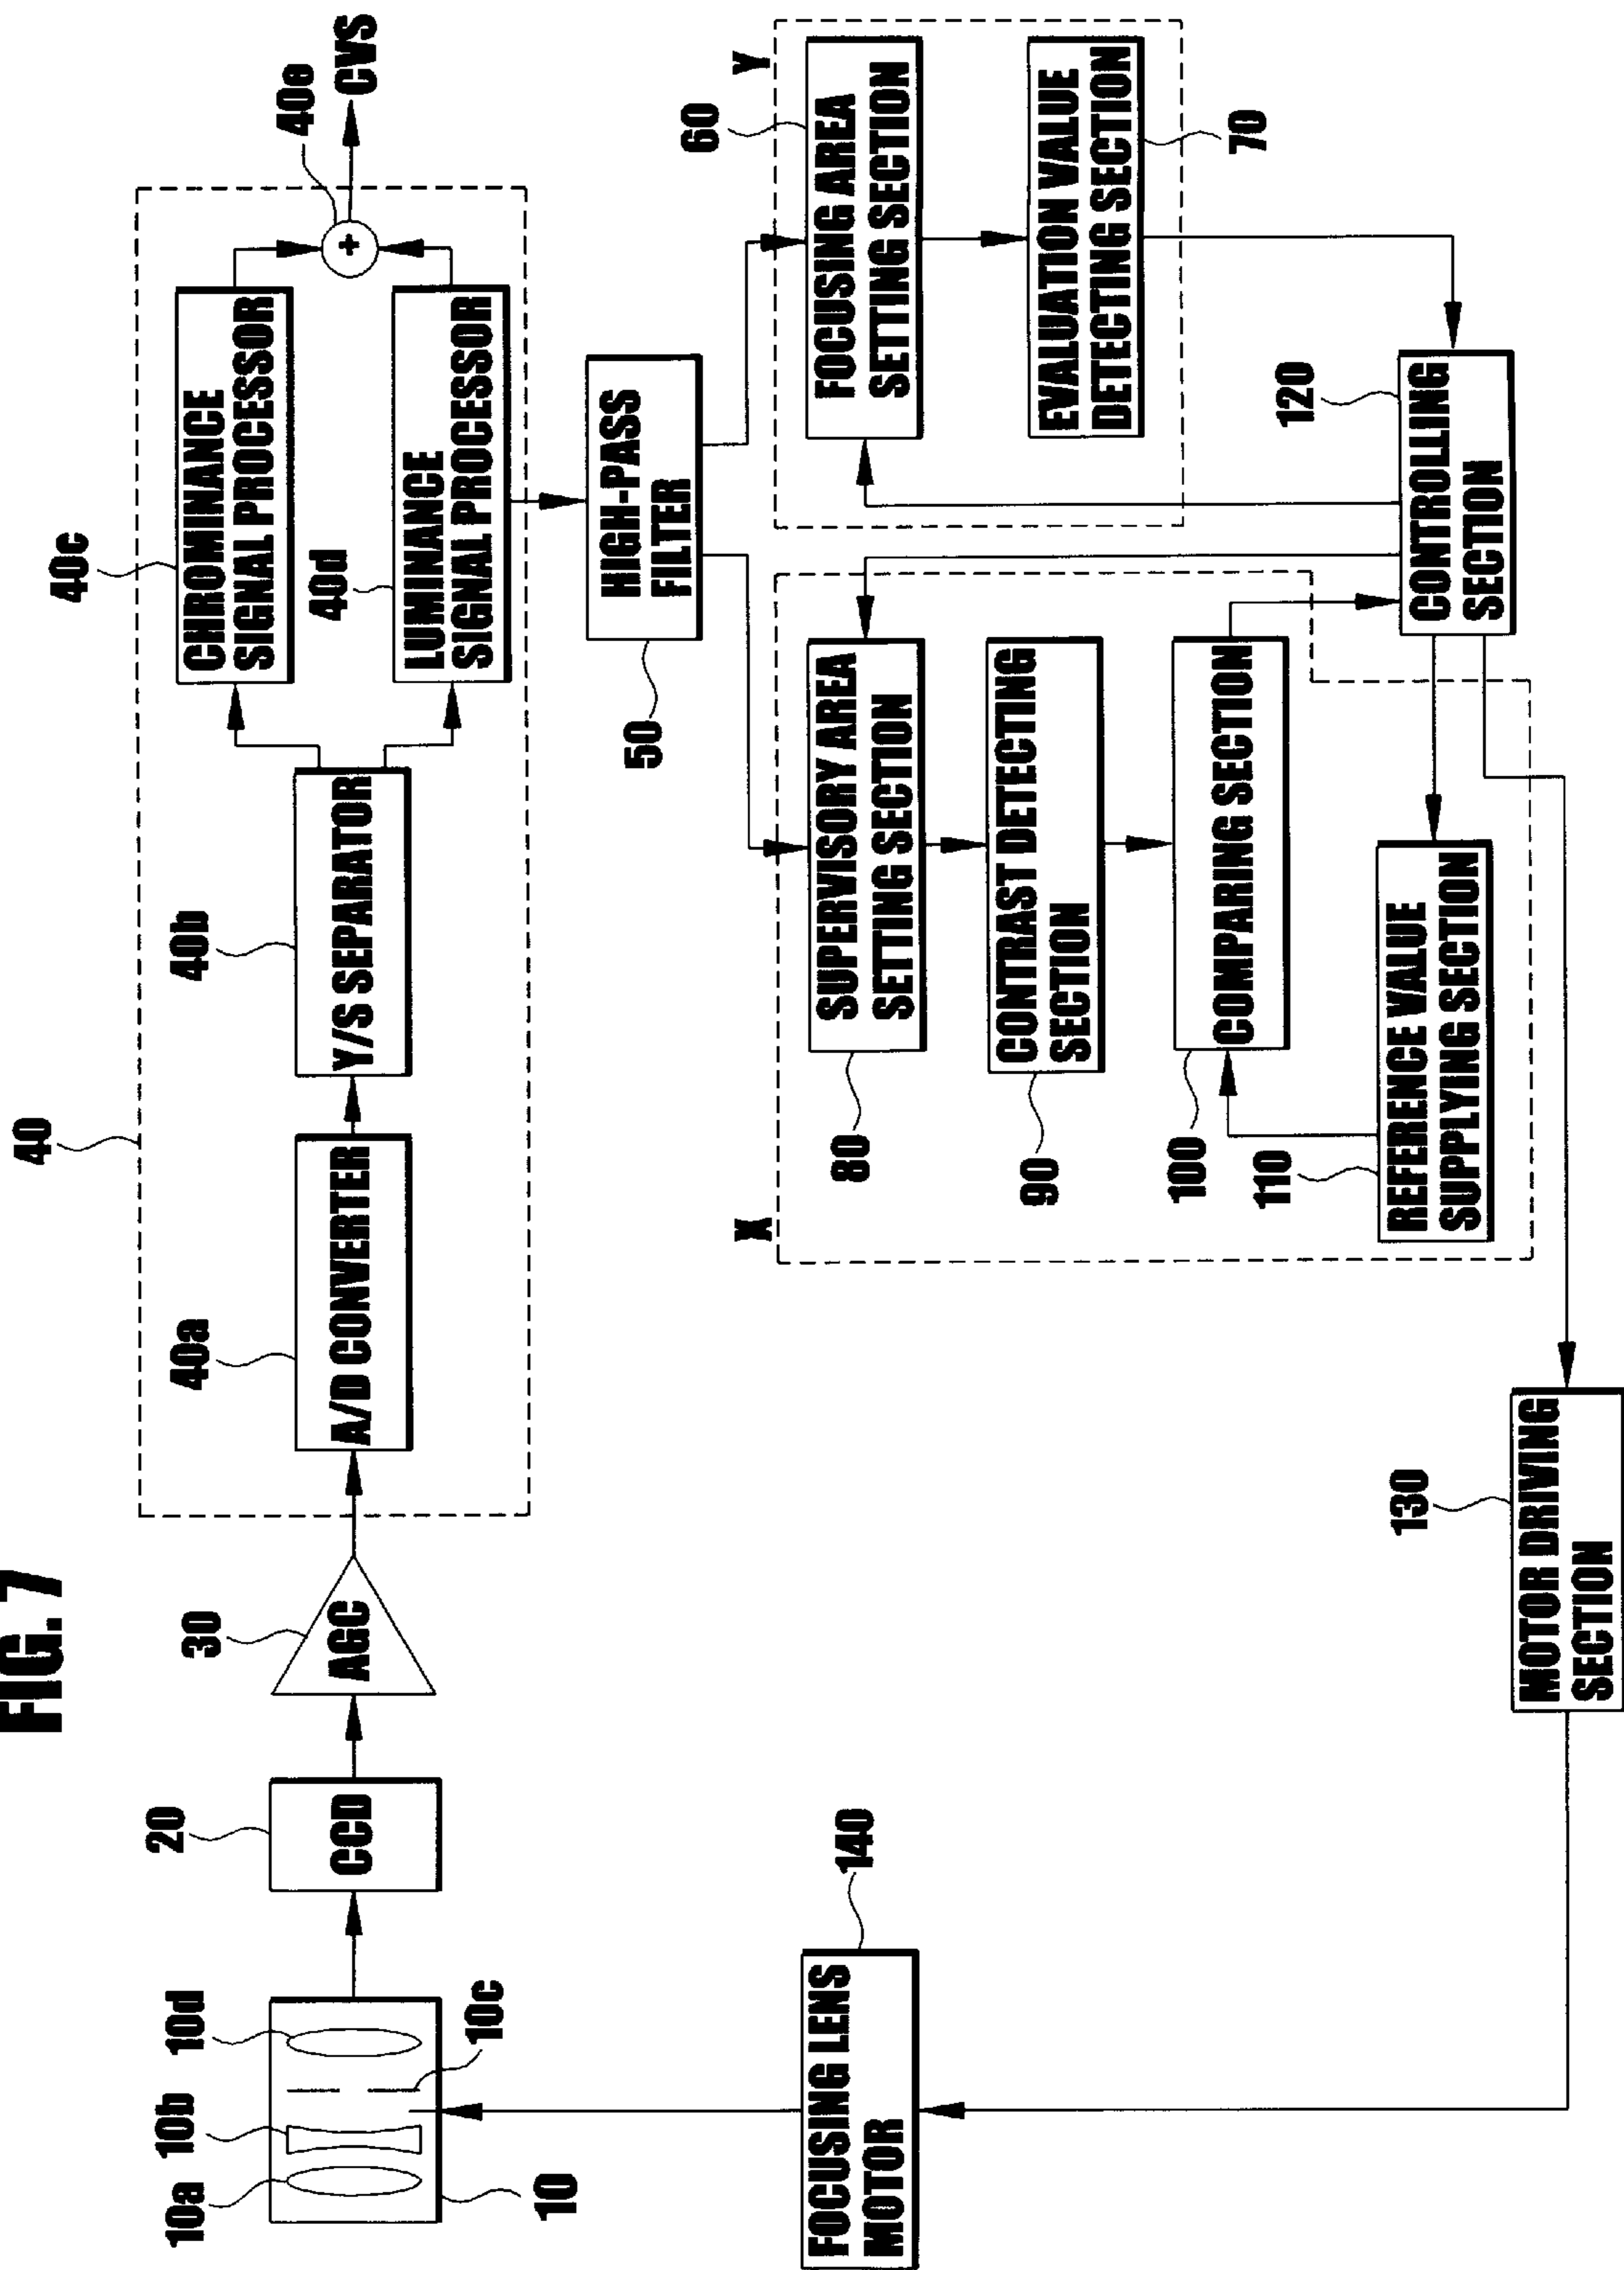 FIG. 7
40
40c
CHROMINANCE
SIGNAL PROCESSOR
40e
CVS
+
40d
LUMINANCE
SIGNAL PROCESSOR
40b
Y/S SEPARATOR
40a
A/D CONVERTER
30
AGC
20
CCD
10d
10b
10a
10c
10
50
HIGH-PASS
FILTER
60
Y
FOCUSING AREA
SETTING SECTION
EVALUATION VALUE
DETECTING SECTION
70
X
SUPERVISORY AREA
SETTING SECTION
80
CONTRAST DETECTING
SECTION
90
COMPARING SECTION
100
110
REFERENCE VALUE
SUPPLYING SECTION
120
CONTROLLING
SECTION
130
MOTOR DRIVING
SECTION
140
FOCUSING LENS
MOTOR